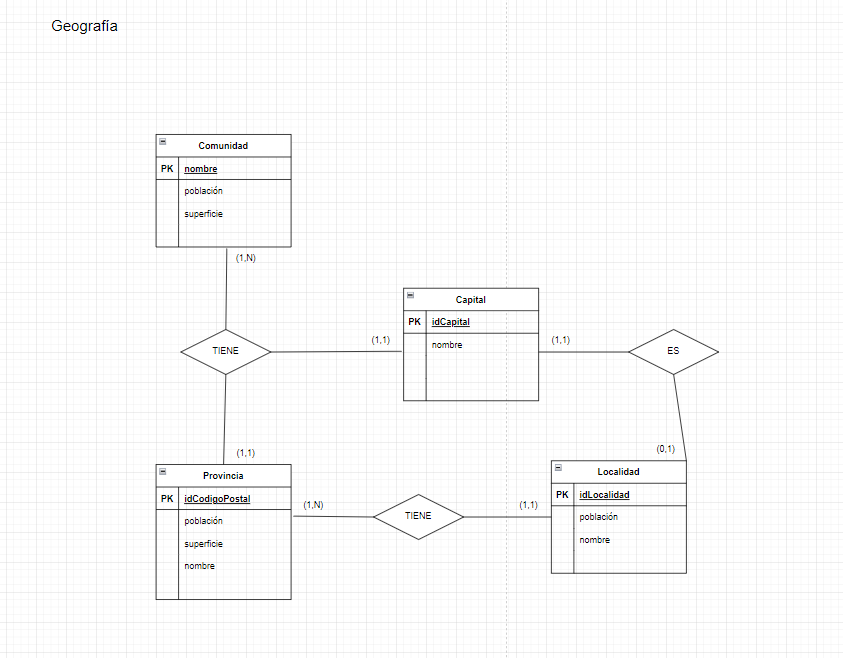 Geografía
Comunidad
PK nombre
población
superficie
(1,N)
Capital
PK idCapital
nombre
(1,1)
(1,1)
TIENE
ES
(1,1)
(0,1)
Provincia
PK idCodigoPostal
población
superficie
nombre
(1,N)
TIENE
(1,1)
Localidad
PK idLocalidad
población
nombre